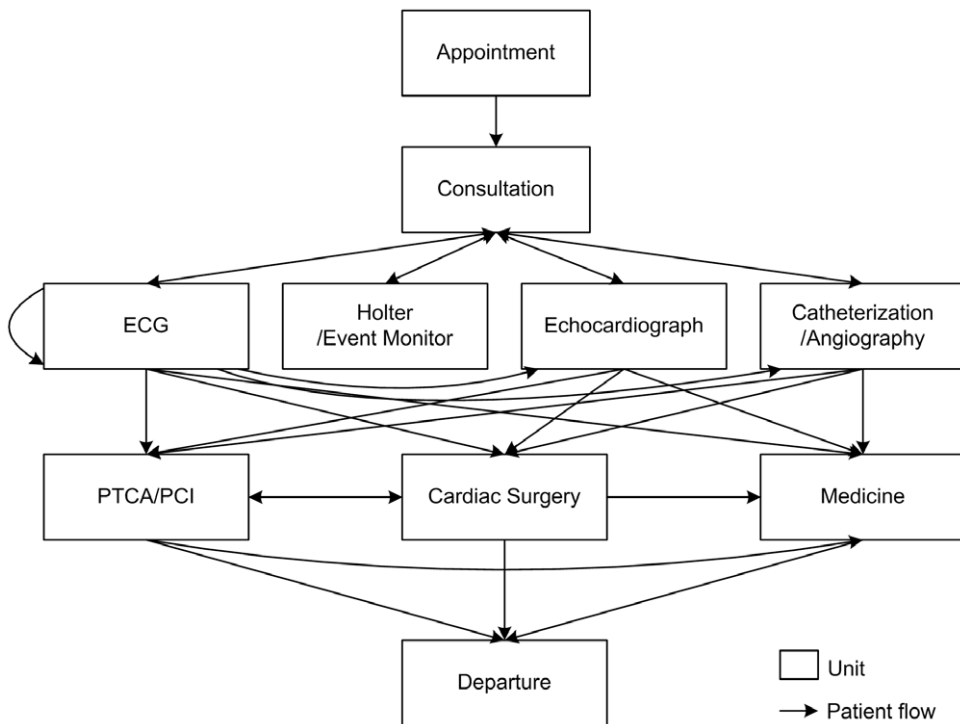 Appointment
Consultation
ECG
Holter
/Event Monitor
Echocardiograph
Catheterization
/Angiography
PTCA/PCI
Cardiac Surgery
Medicine
Departure
Unit
Patient flow